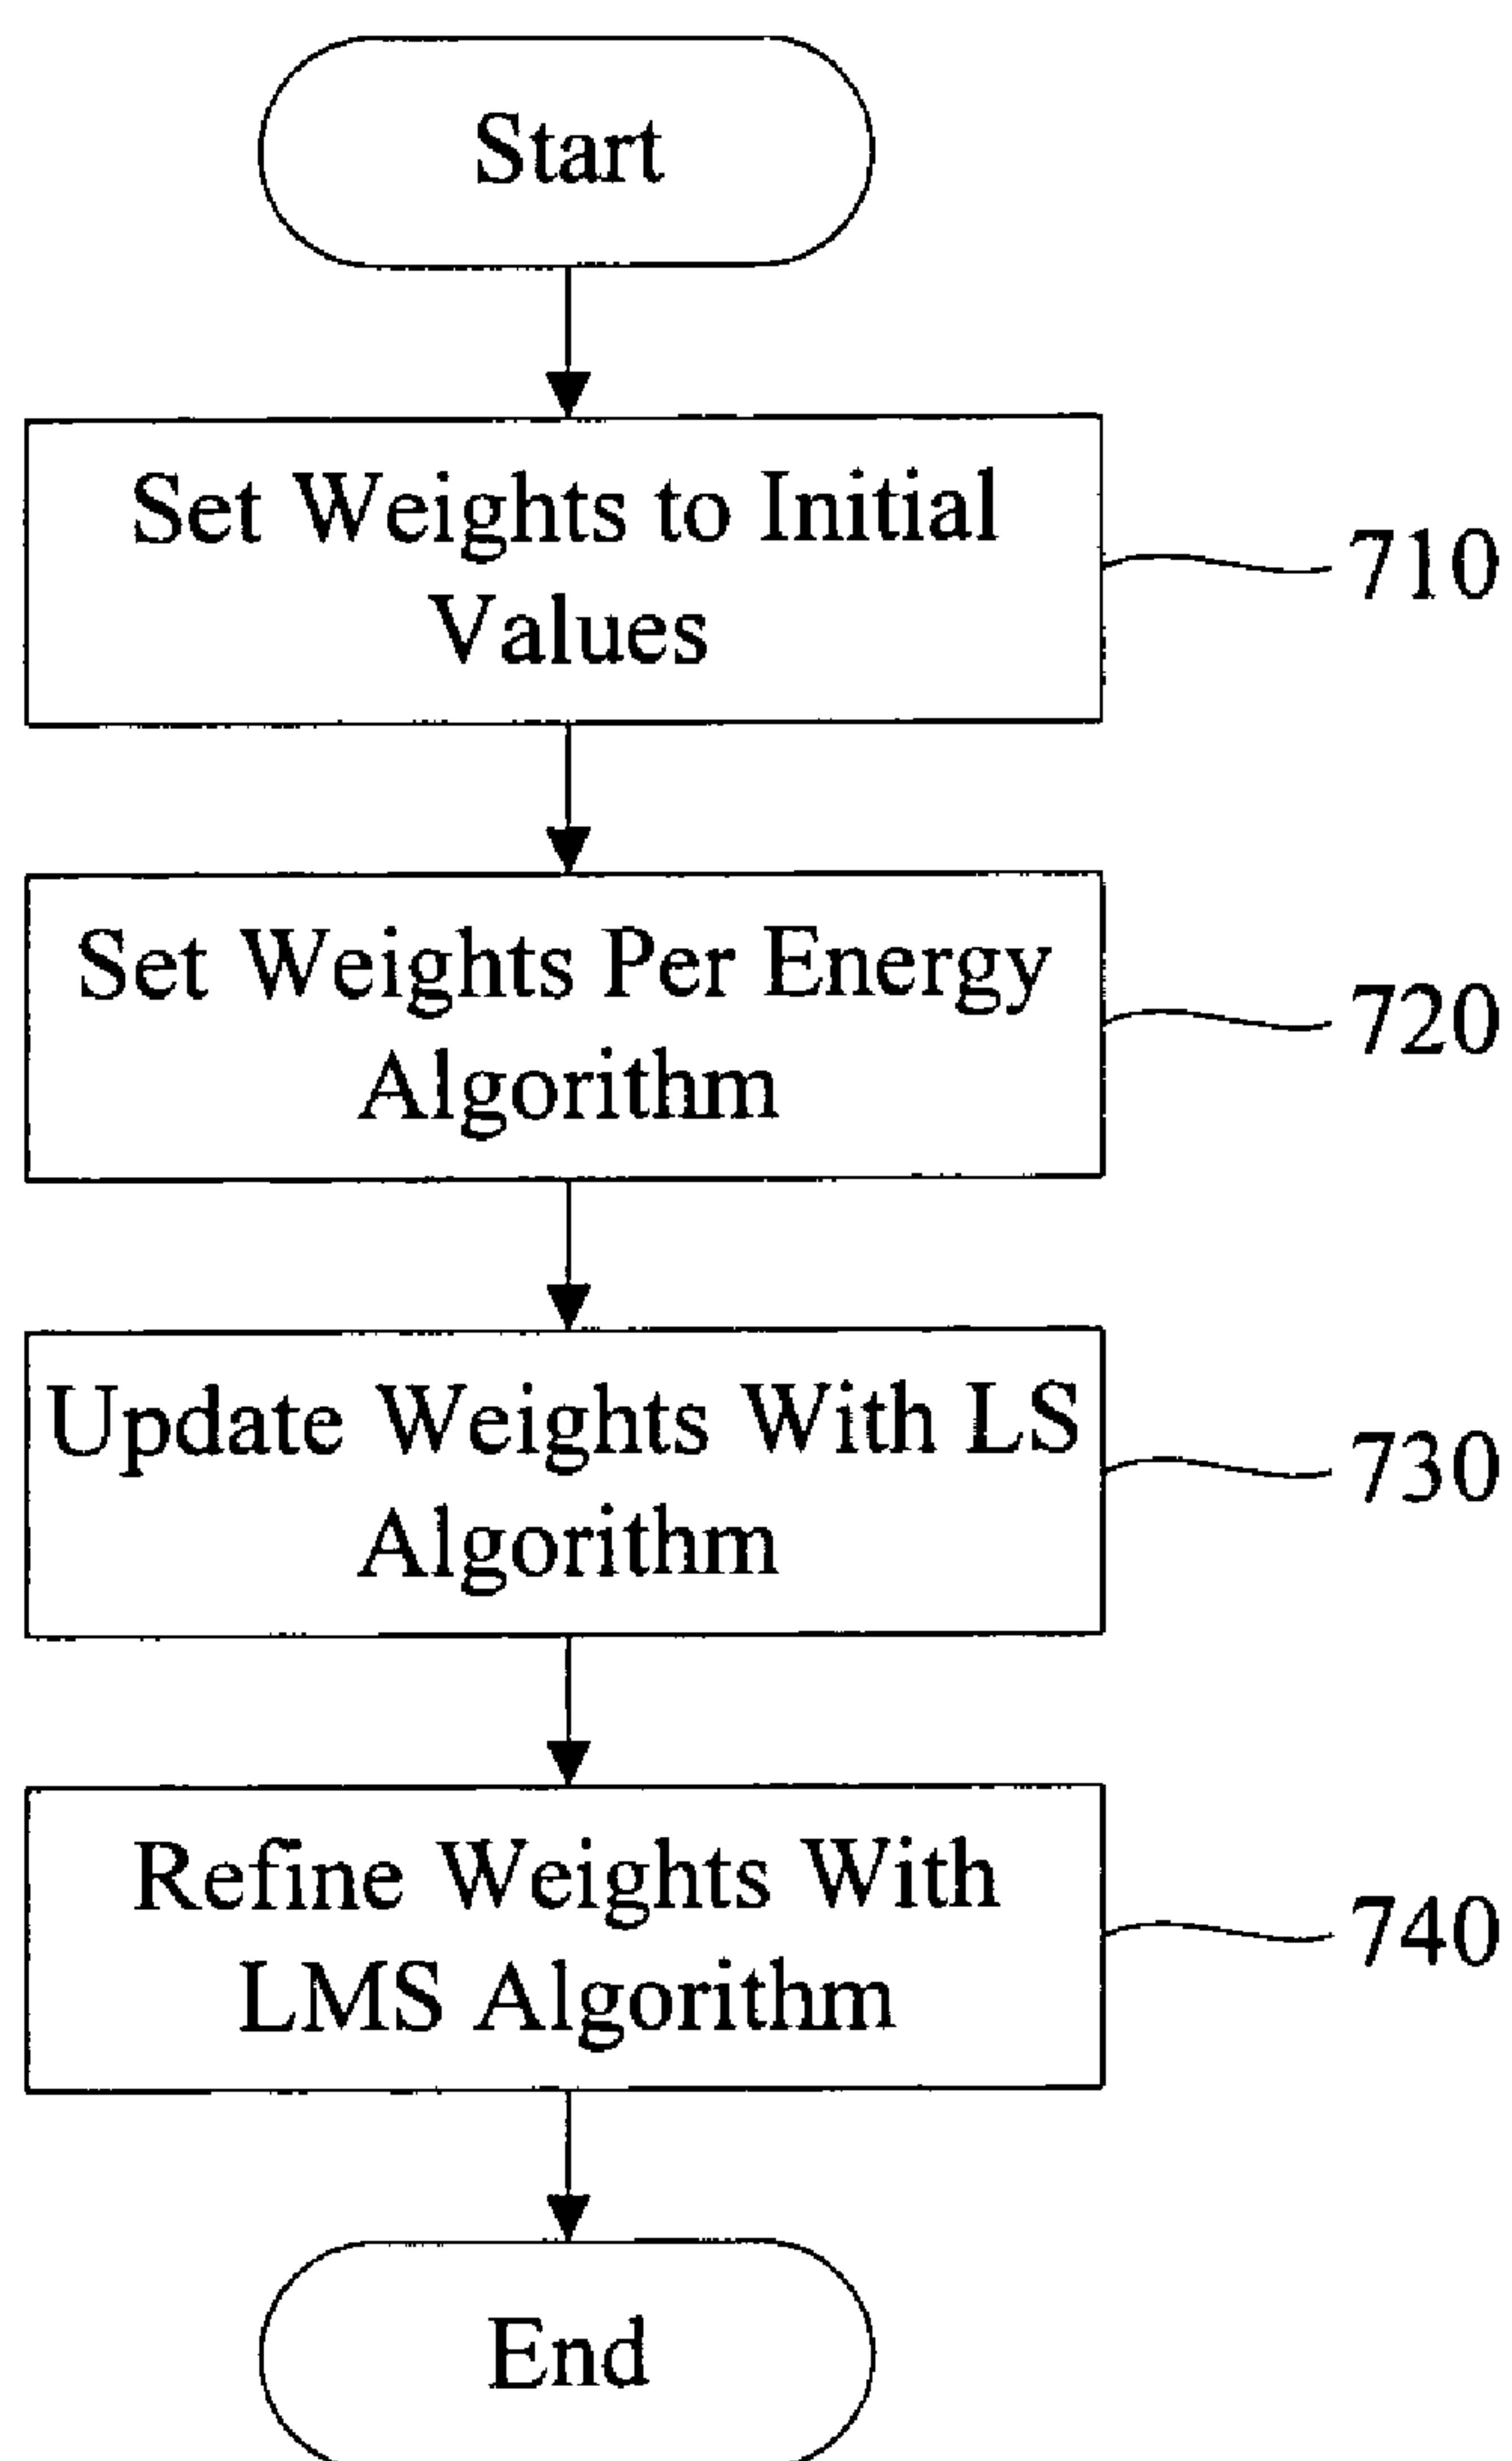 Start
Set Weights to Initial
Values
710
Set Weights Per Energy
Algorithm
720
Update Weights With LS
Algorithm
730
Refine Weights With
LMS Algorithm
740
End